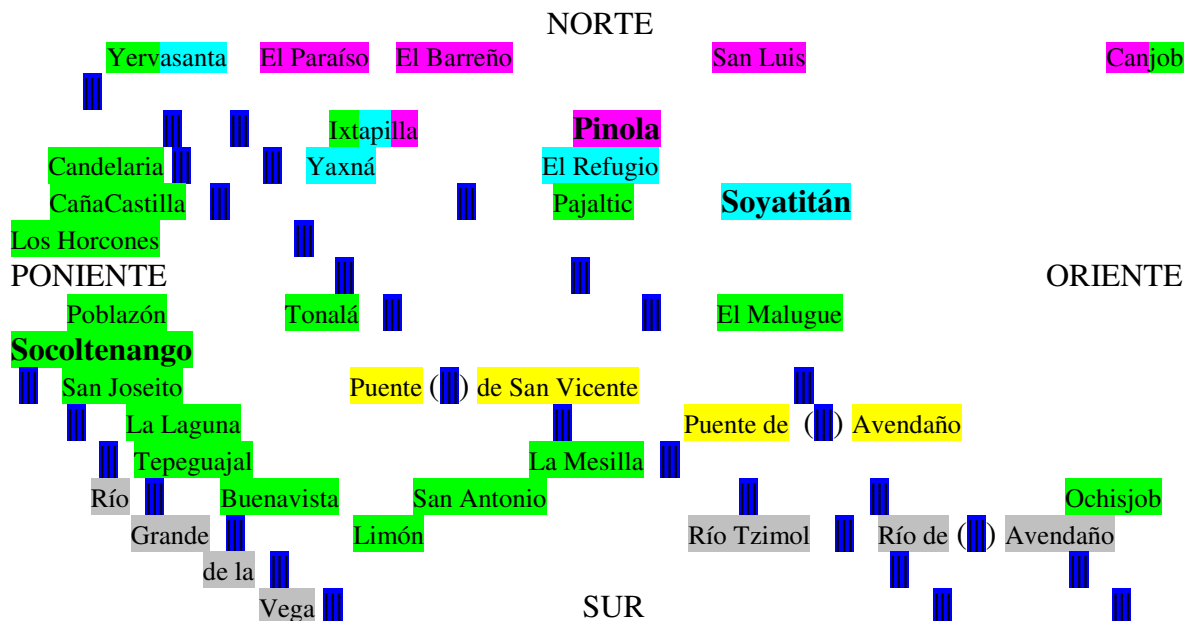 NORTE
Yervasanta El Paraíso El Barreño San Luis Canjob
Ixtapilla Pinola
Candelaria Yaxná El Refugio
CañaCastilla Pajaltic Soyatitán
Los Horcones
PONIENTE ORIENTE
Poblazón Tonalá El Malugue
Socoltenango
San Joseito Puente ( ) de San Vicente
La Laguna Puente de ( ) Avendaño
Tepeguajal La Mesilla
Río Buenavista San Antonio Ochisjob
Grande Limón Río Tzimol Río de ( ) Avendaño
de la
Vega SUR